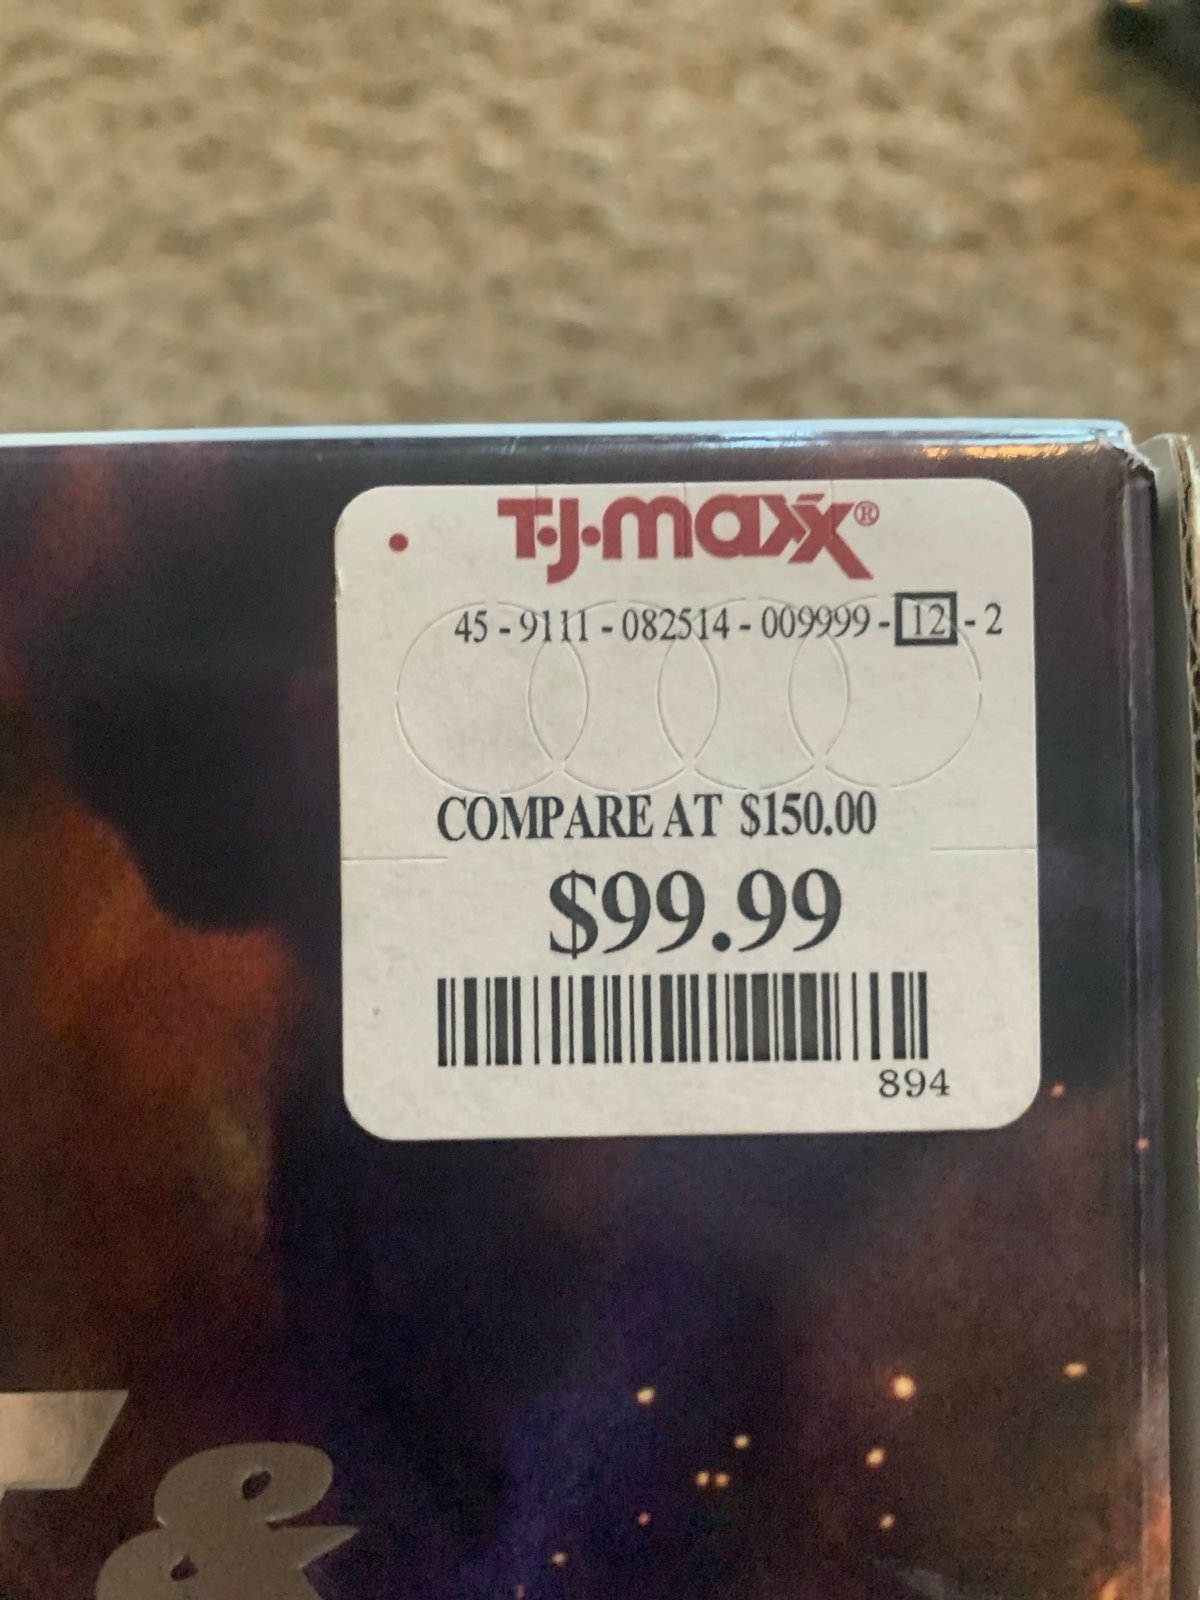 T·J·maxx®
45 - 9111 - 082514 - 009999 - 12 - 2
COMPARE AT $150.00
$99.99
894
&